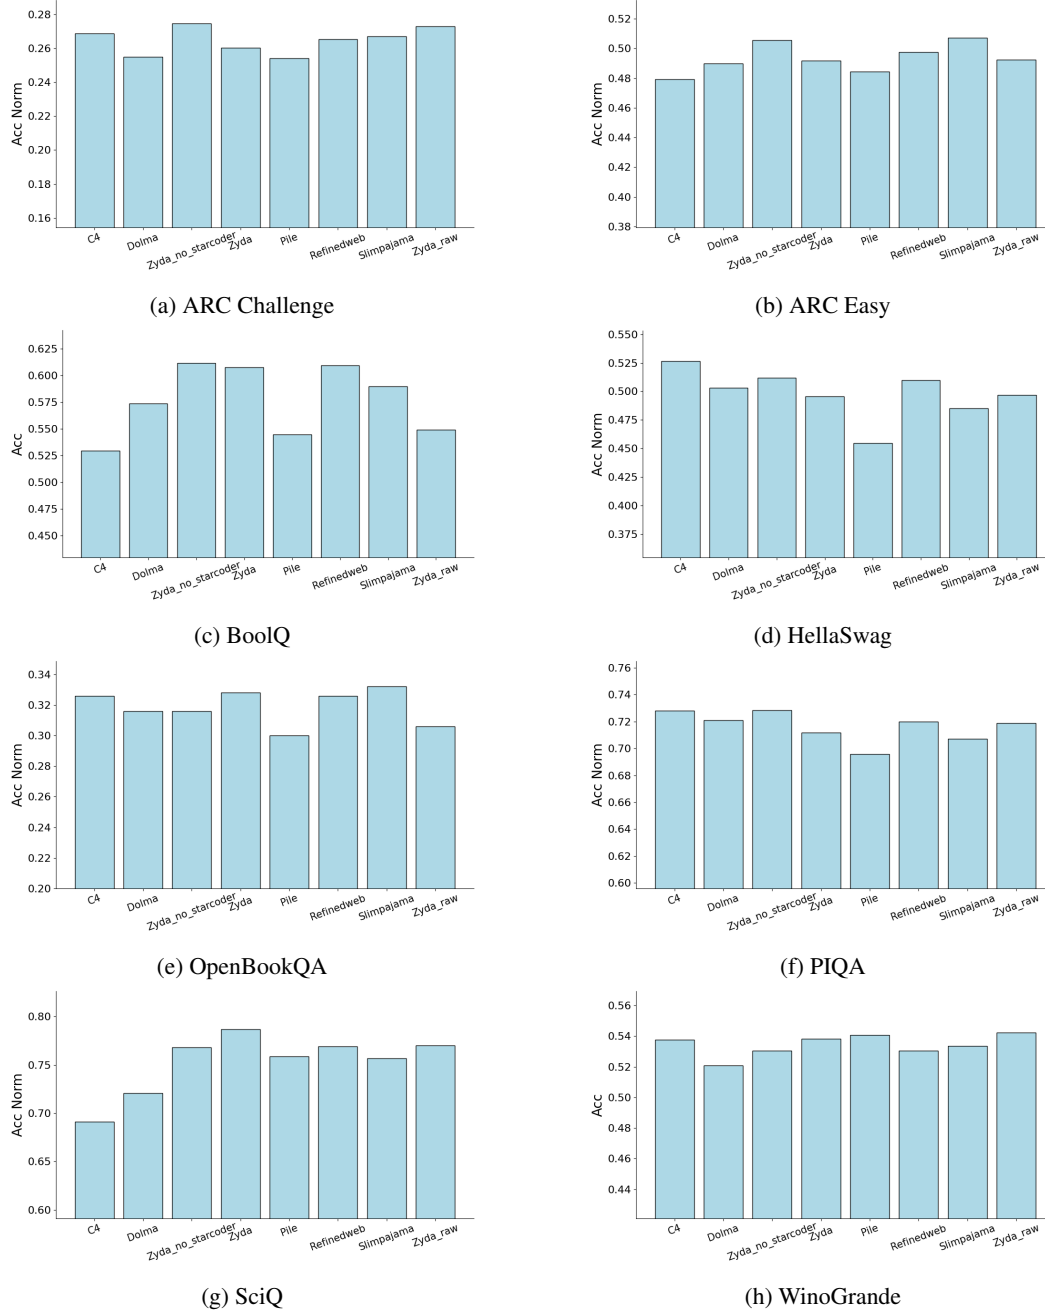 0.28
0.26
0.24
0.22
0.20
0.18
0.16
Acc Norm
C4 Dolma Zyda_no_starcoder Zyda Pile Refinedweb Slimpajama Zyda_raw
(a) ARC Challenge
0.52
0.50
0.48
0.46
0.44
0.42
0.40
0.38
Acc Norm
C4 Dolma Zyda_no_starcoder Zyda Pile Refinedweb Slimpajama Zyda_raw
(b) ARC Easy
0.625
0.600
0.575
0.550
0.525
0.500
0.475
0.450
Acc
C4 Dolma Zyda_no_starcoder Zyda Pile Refinedweb Slimpajama Zyda_raw
(c) BoolQ
0.550
0.525
0.500
0.475
0.450
0.425
0.400
0.375
Acc Norm
C4 Dolma Zyda_no_starcoder Zyda Pile Refinedweb Slimpajama Zyda_raw
(d) HellaSwag
0.34
0.32
0.30
0.28
0.26
0.24
0.22
0.20
Acc Norm
C4 Dolma Zyda_no_starcoder Zyda Pile Refinedweb Slimpajama Zyda_raw
(e) OpenBookQA
0.76
0.74
0.72
0.70
0.68
0.66
0.64
0.62
0.60
Acc Norm
C4 Dolma Zyda_no_starcoder Zyda Pile Refinedweb Slimpajama Zyda_raw
(f) PIQA
0.80
0.75
0.70
0.65
0.60
Acc Norm
C4 Dolma Zyda_no_starcoder Zyda Pile Refinedweb Slimpajama Zyda_raw
(g) SciQ
0.56
0.54
0.52
0.50
0.48
0.46
0.44
Acc
C4 Dolma Zyda_no_starcoder Zyda Pile Refinedweb Slimpajama Zyda_raw
(h) WinoGrande